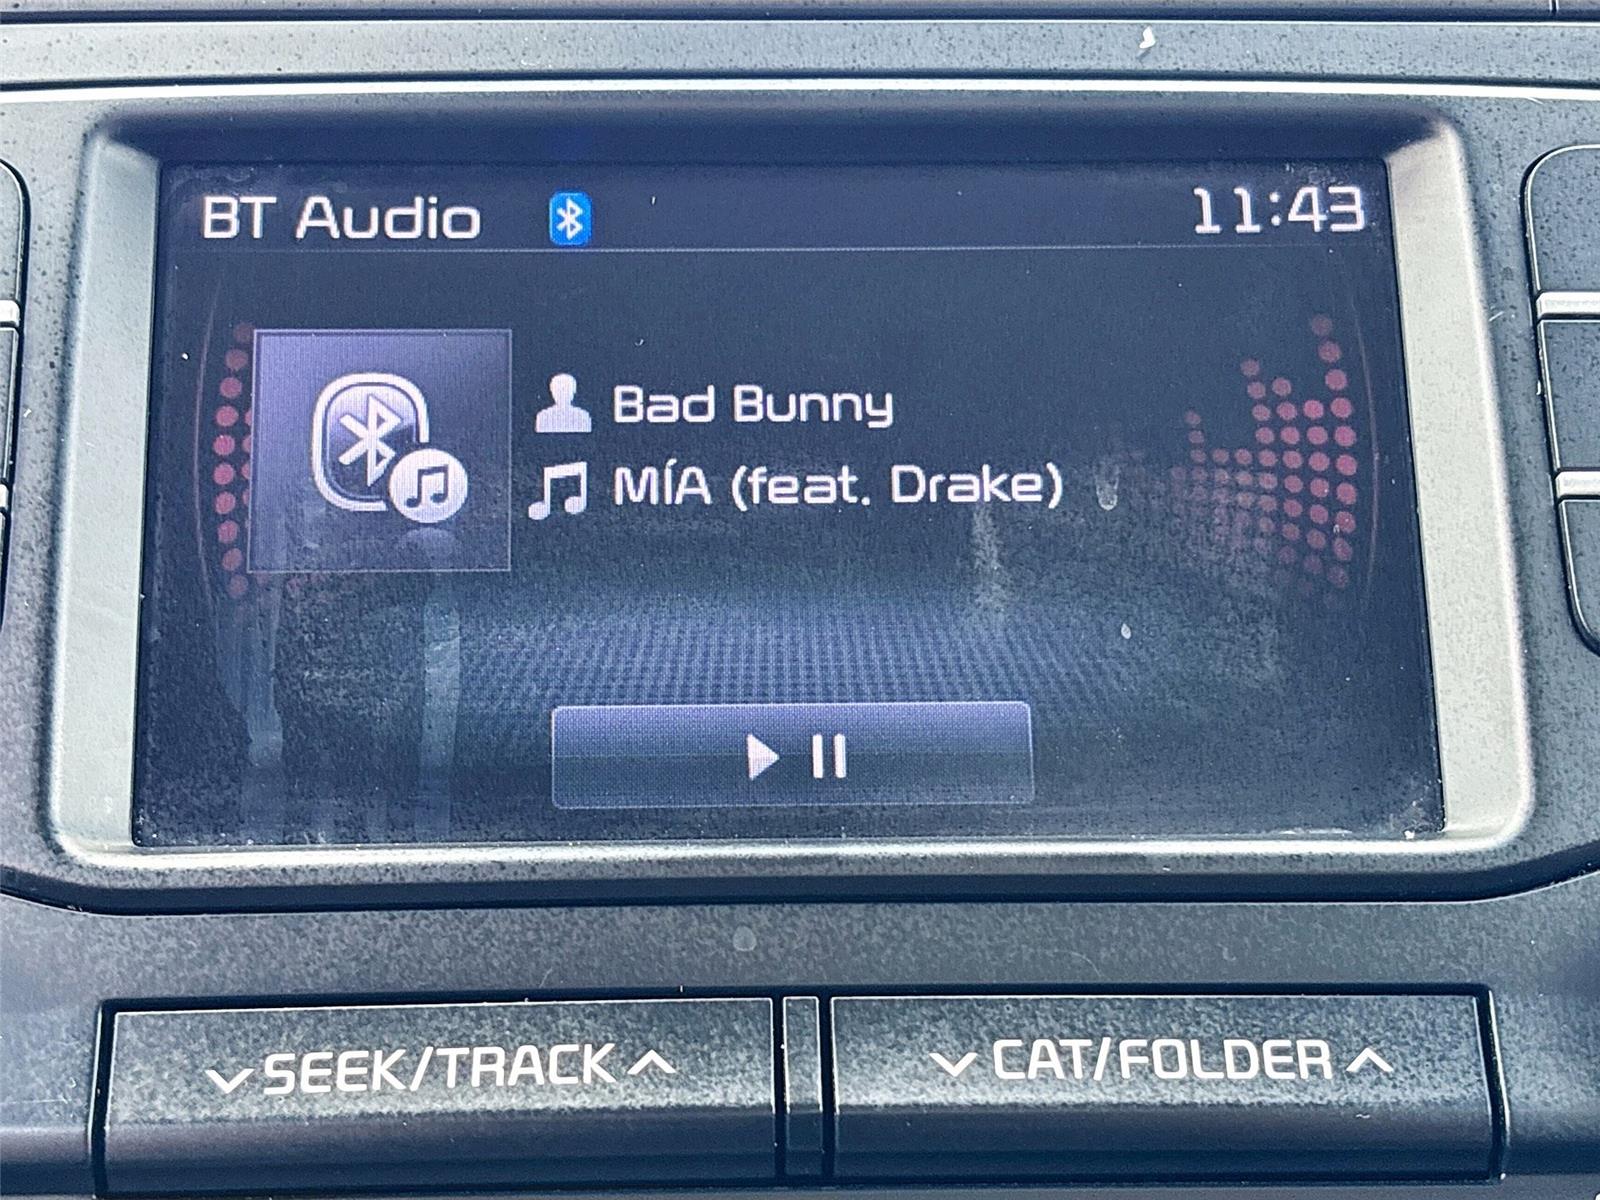 BT Audio 11:43
Bad Bunny
MÍA (feat. Drake)
SEEK/TRACK CAT/FOLDER